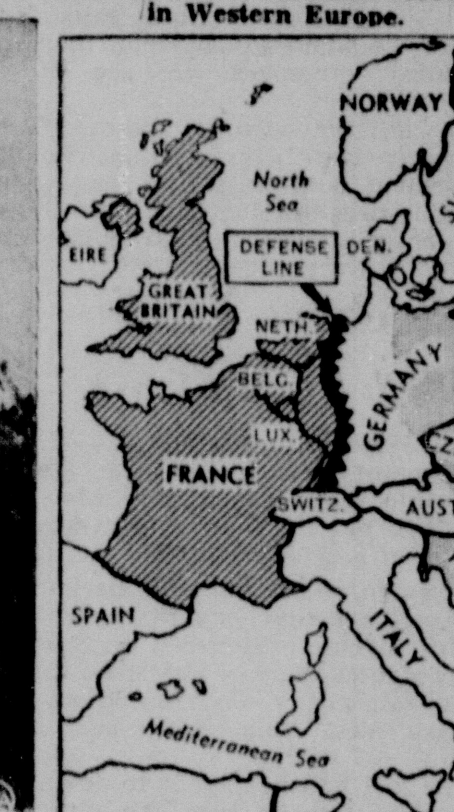 in Western Europe.
NORWAY
North
Sea
DEFENSE
LINE
DEN.
EIRE
GREAT
BRITAIN
NETH.
BELG.
GERMANY
LUX.
FRANCE
SWITZ.
AUST
SPAIN
ITALY
Mediterranean Sea